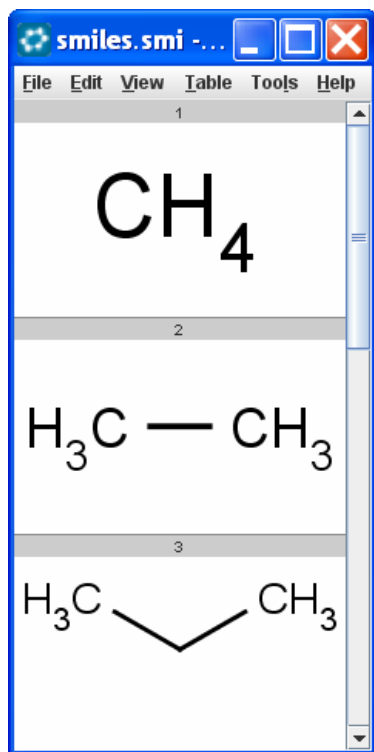 smiles.smi -...
File Edit View Table Tools Help
1
CH4
2
H3C — CH3
3
H3C CH3